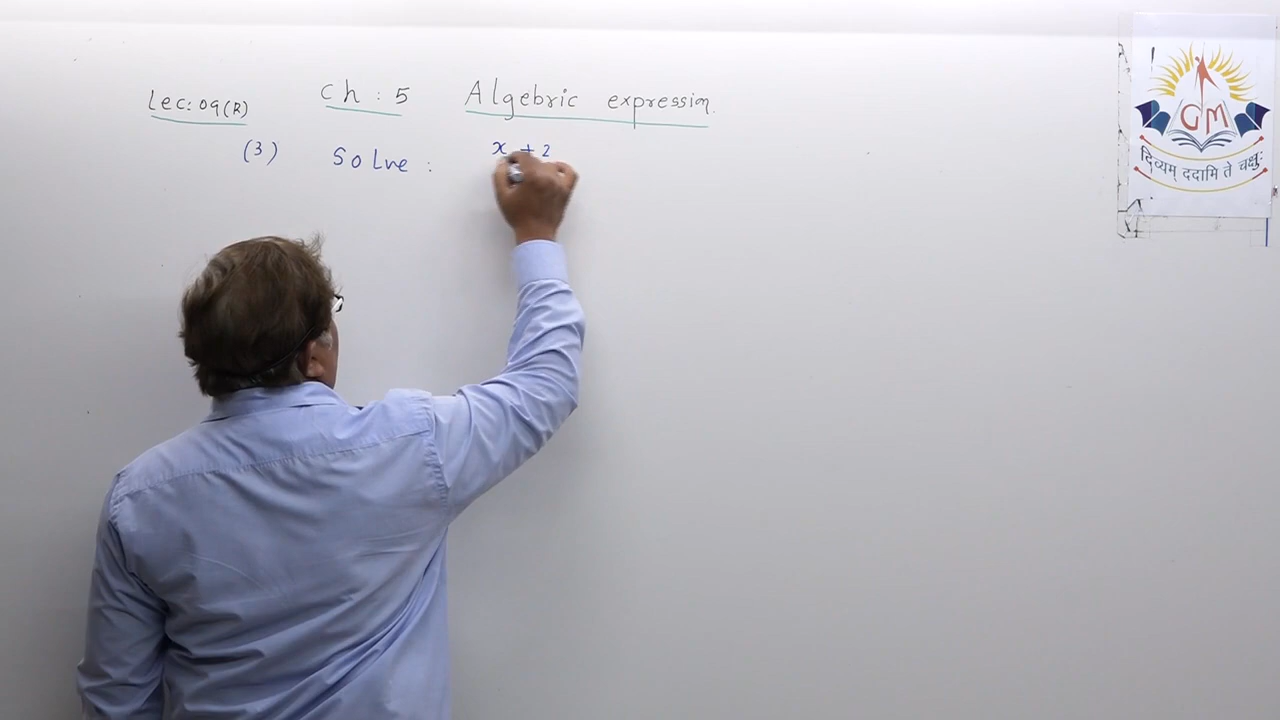 Lec: 09(R) Ch : 5 Algebric expression.
(3) Solve : x + 2
GM
दिव्यम् ददामि ते चक्षुः